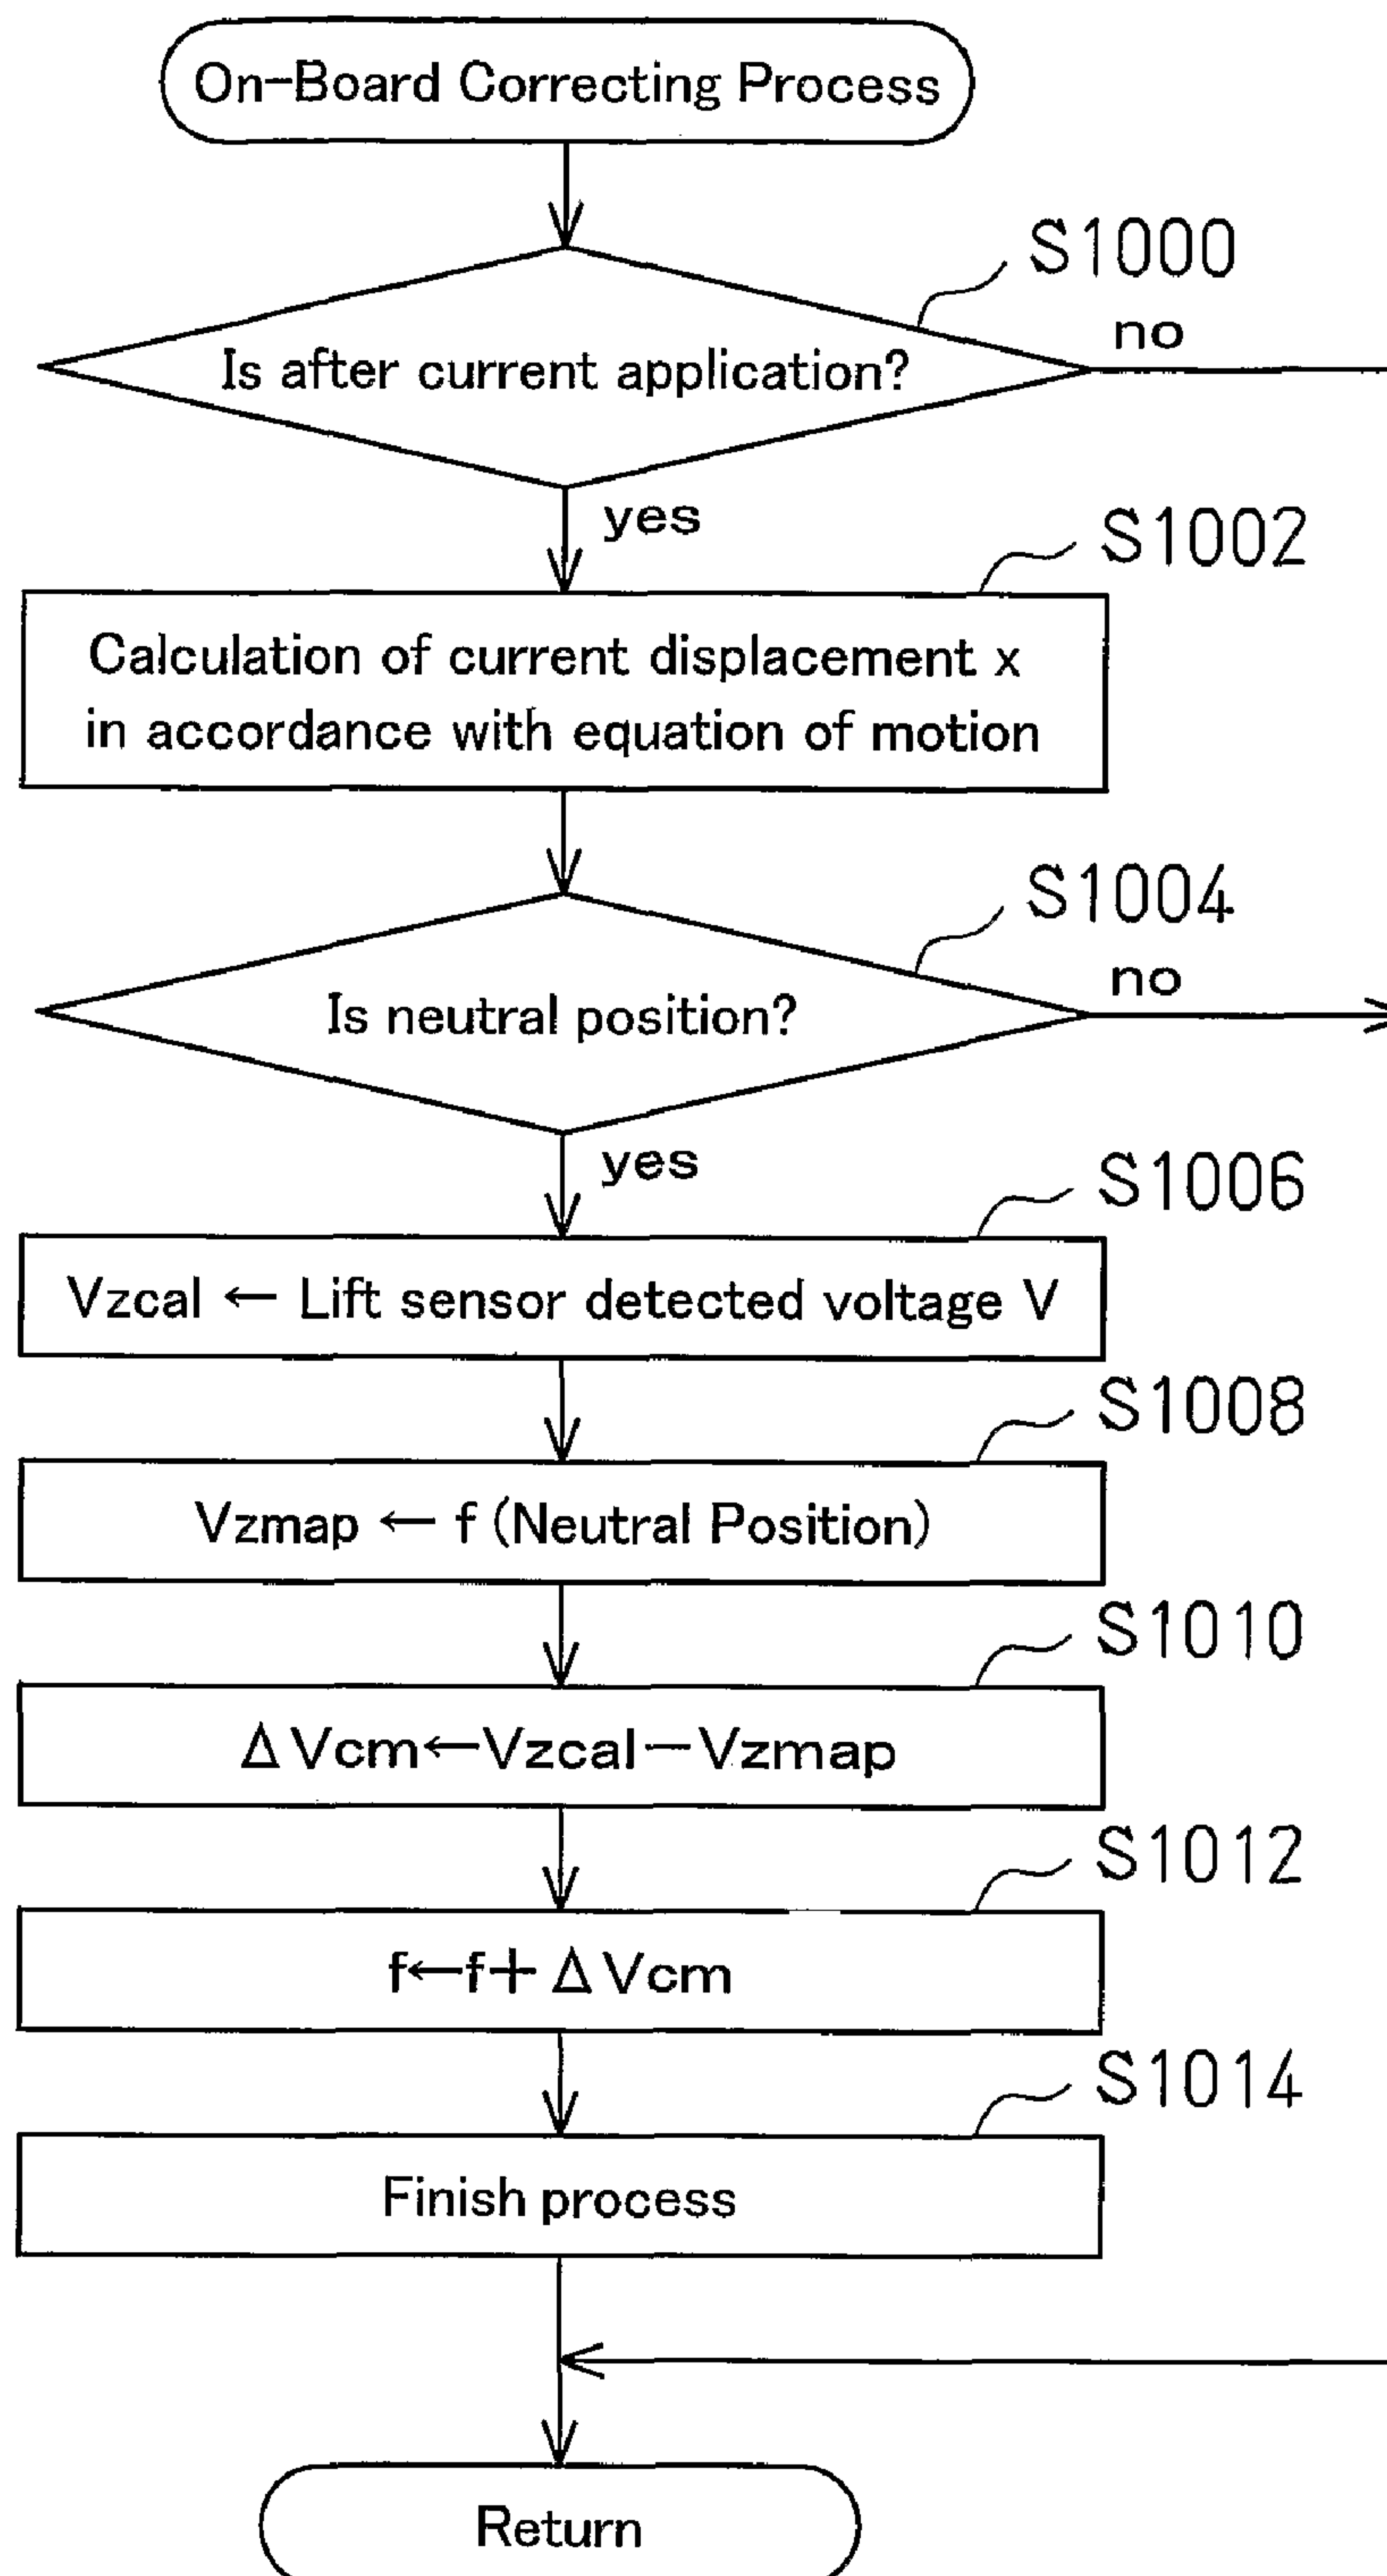 On-Board Correcting Process
S1000
no
Is after current application?
yes
S1002
Calculation of current displacement x
in accordance with equation of motion
S1004
no
Is neutral position?
yes
S1006
Vzcal ← Lift sensor detected voltage V
S1008
Vzmap ← f (Neutral Position)
S1010
Δ Vcm←Vzcal−Vzmap
S1012
f←f+ Δ Vcm
S1014
Finish process
Return